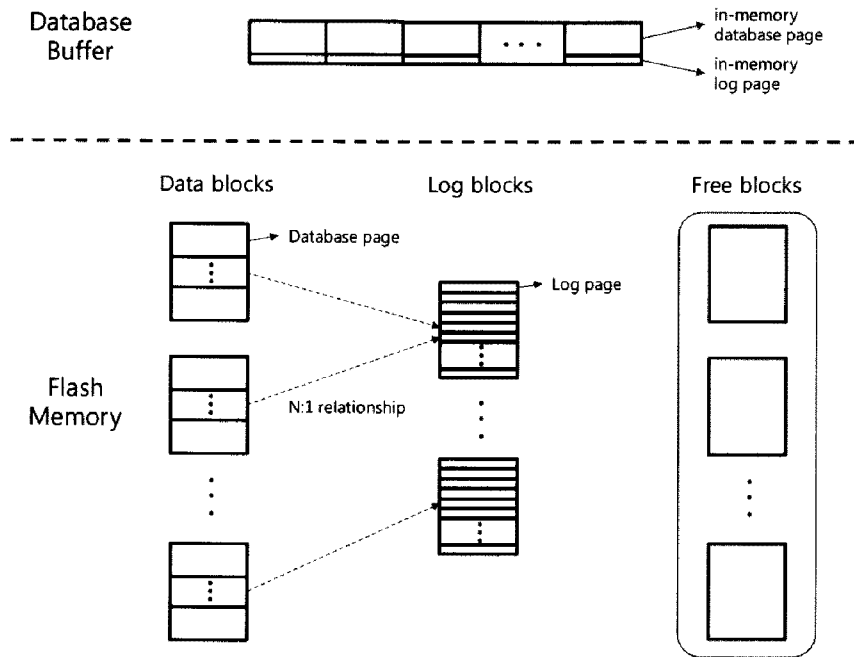 Database
Buffer
in-memory
database page
in-memory
log page
Data blocks
Log blocks
Free blocks
Database page
Log page
Flash
Memory
N:1 relationship